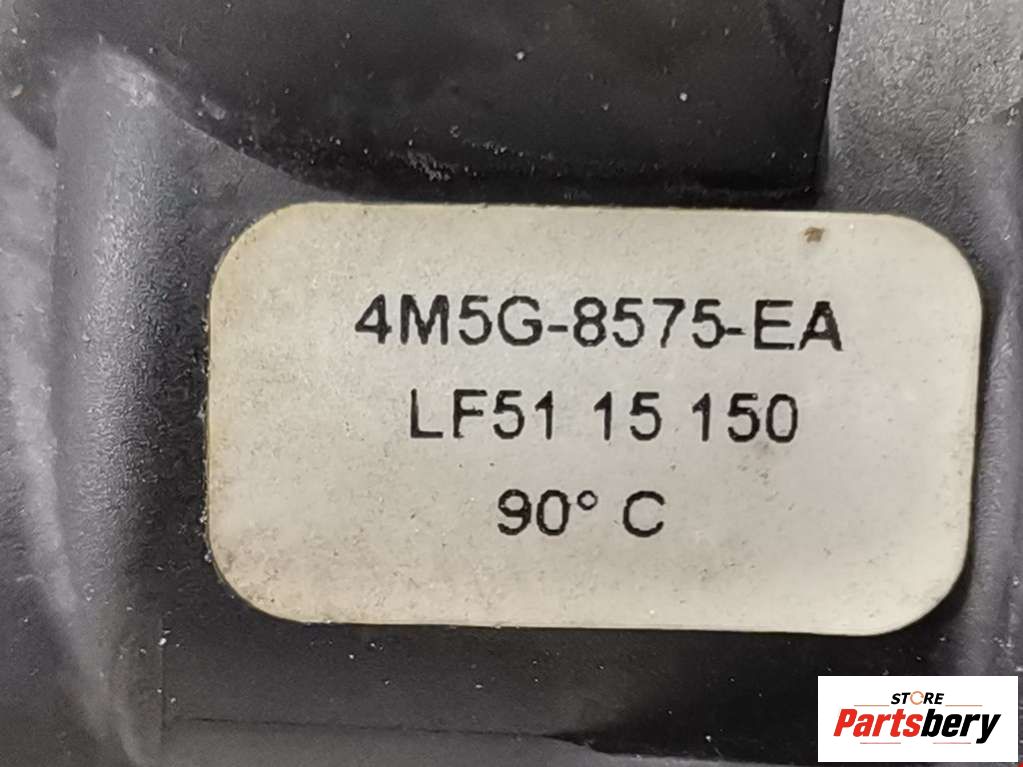 4M5G-8575-EA
LF51 15 150
90° C
STORE
Partsbery